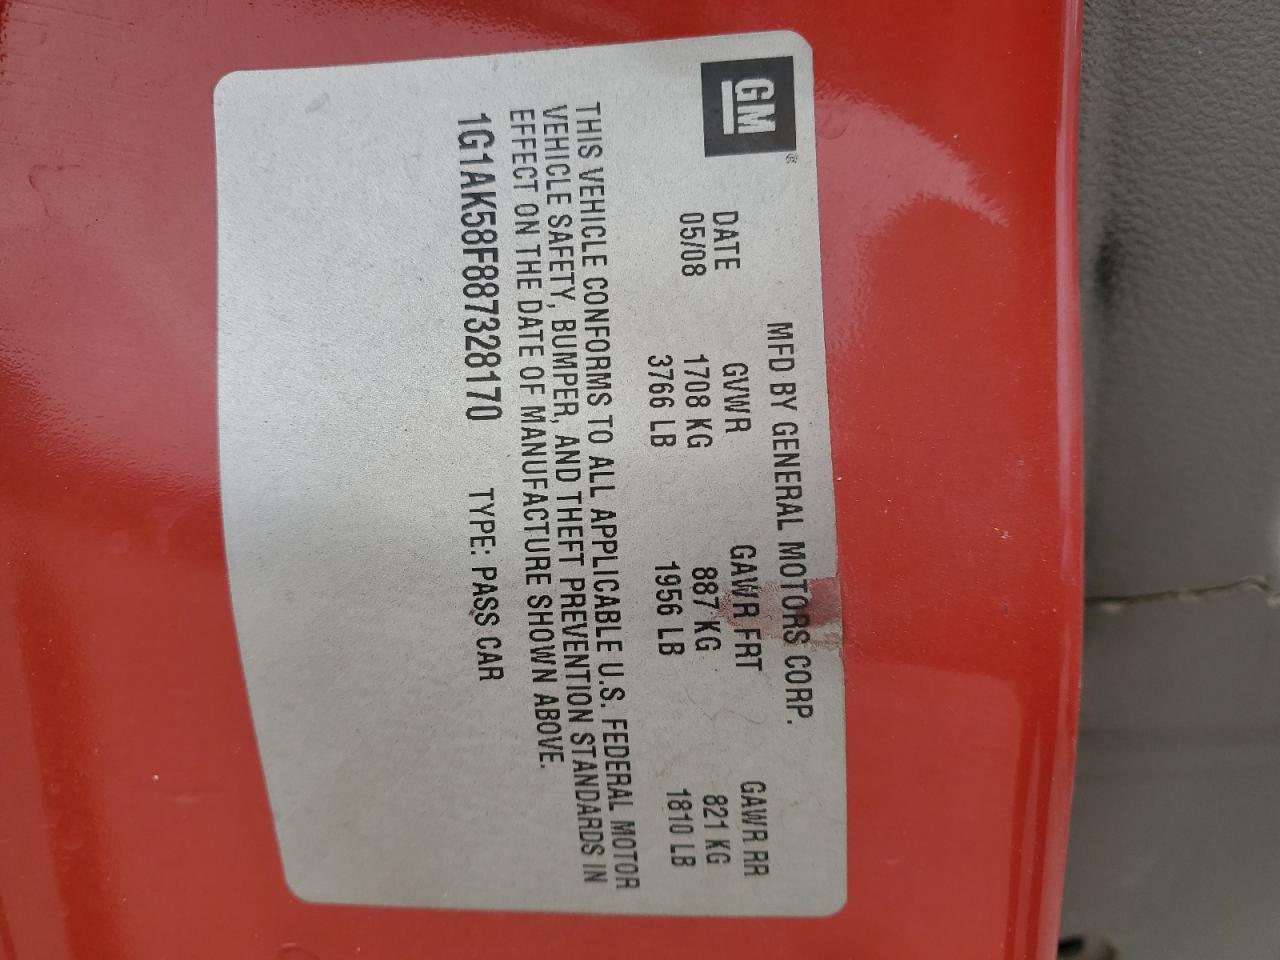 GM ®
MFD BY GENERAL MOTORS CORP.
DATE GVWR GAWR FRT GAWR RR
05/08 1708 KG 887 KG 821 KG
3766 LB 1956 LB 1810 LB
THIS VEHICLE CONFORMS TO ALL APPLICABLE U.S. FEDERAL MOTOR
VEHICLE SAFETY, BUMPER, AND THEFT PREVENTION STANDARDS IN
EFFECT ON THE DATE OF MANUFACTURE SHOWN ABOVE.
1G1AK58F887328170 TYPE: PASS CAR